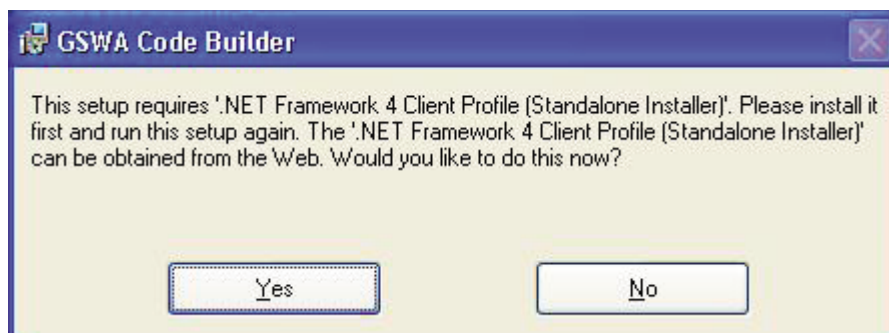 GSWA Code Builder
This setup requires '.NET Framework 4 Client Profile (Standalone Installer)'. Please install it
first and run this setup again. The '.NET Framework 4 Client Profile (Standalone Installer)'
can be obtained from the Web. Would you like to do this now?
Yes No